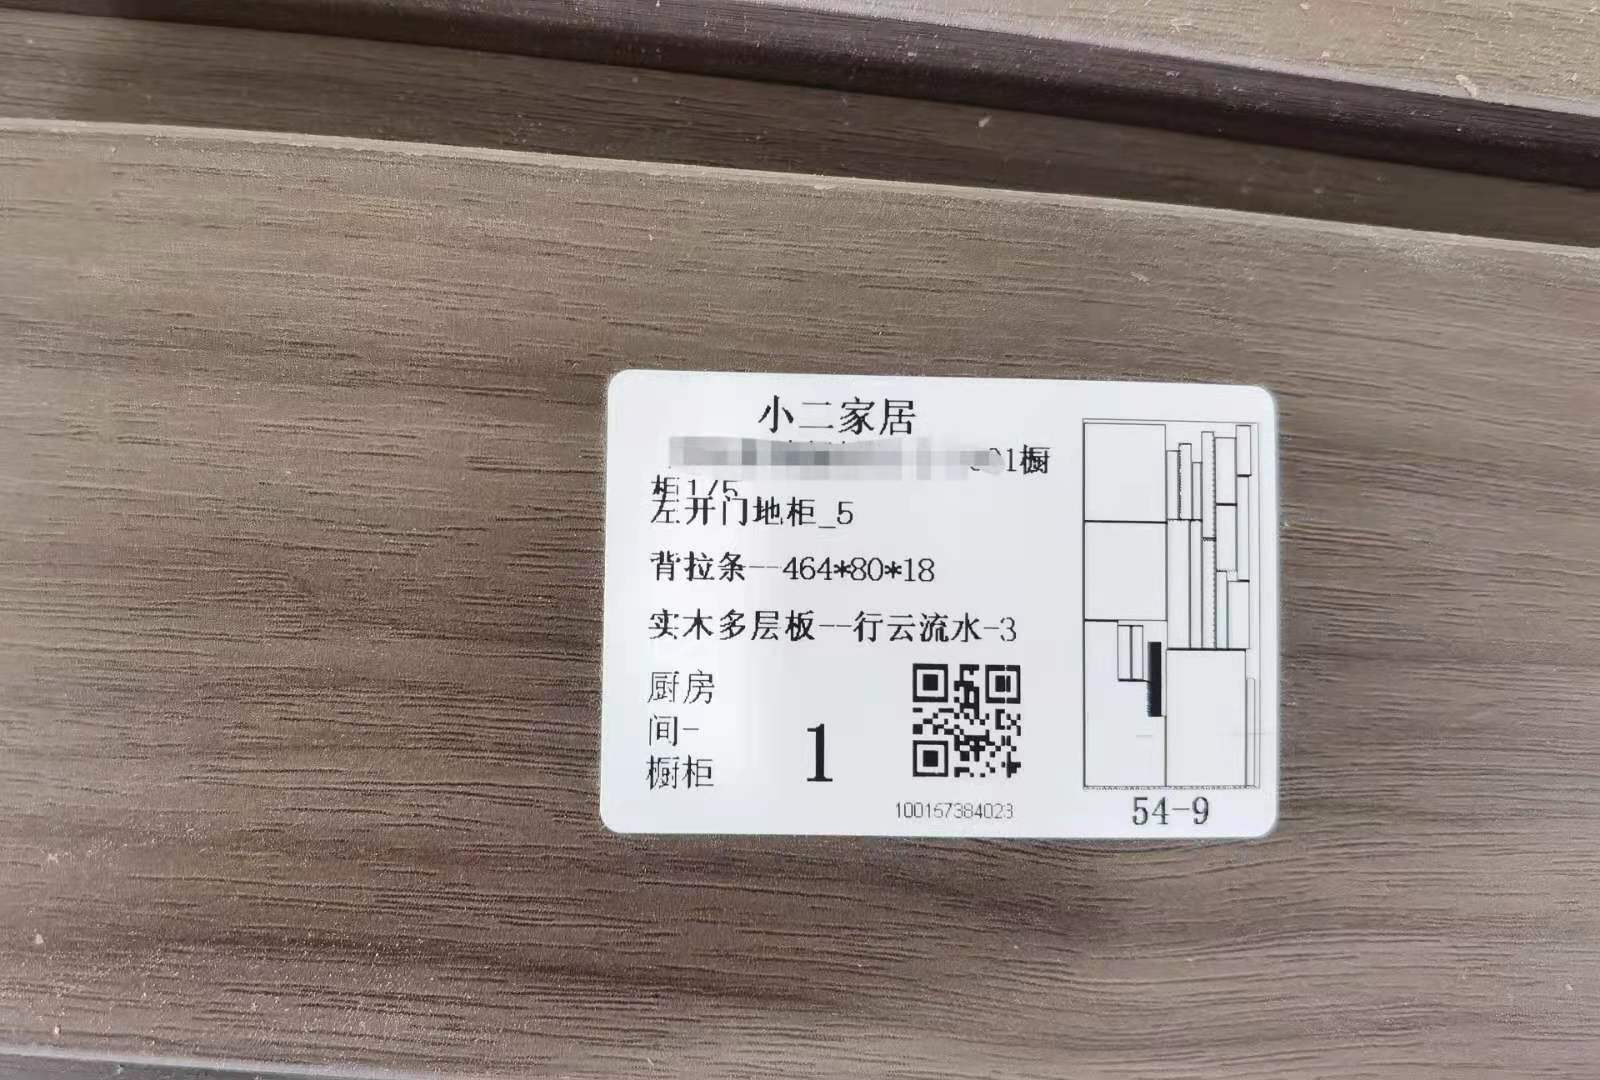 小二家居
01橱
柜1/5
左开门地柜_5
背拉条--464*80*18
实木多层板--行云流水-3
厨房
间-
橱柜
1
100167384023
54-9